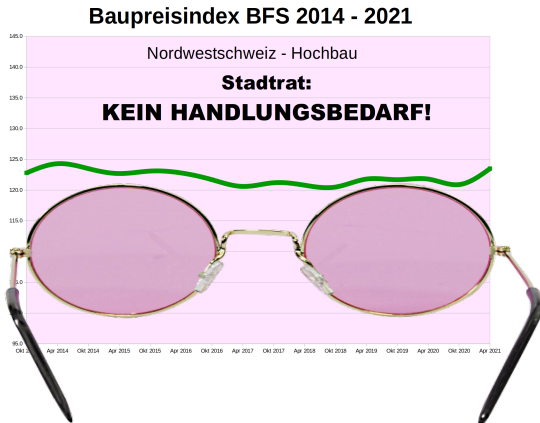 Baupreisindex BFS 2014 - 2021
Nordwestschweiz - Hochbau
Stadtrat:
KEIN HANDLUNGSBEDARF!
145.0
140.0
135.0
130.0
125.0
120.0
115.0
95.0
Apr 2014 Okt 2014 Apr 2015 Okt 2015 Apr 2016 Okt 2016 Apr 2017 Okt 2017 Apr 2018 Okt 2018 Apr 2019 Okt 2019 Apr 2020 Okt 2020 Apr 2021